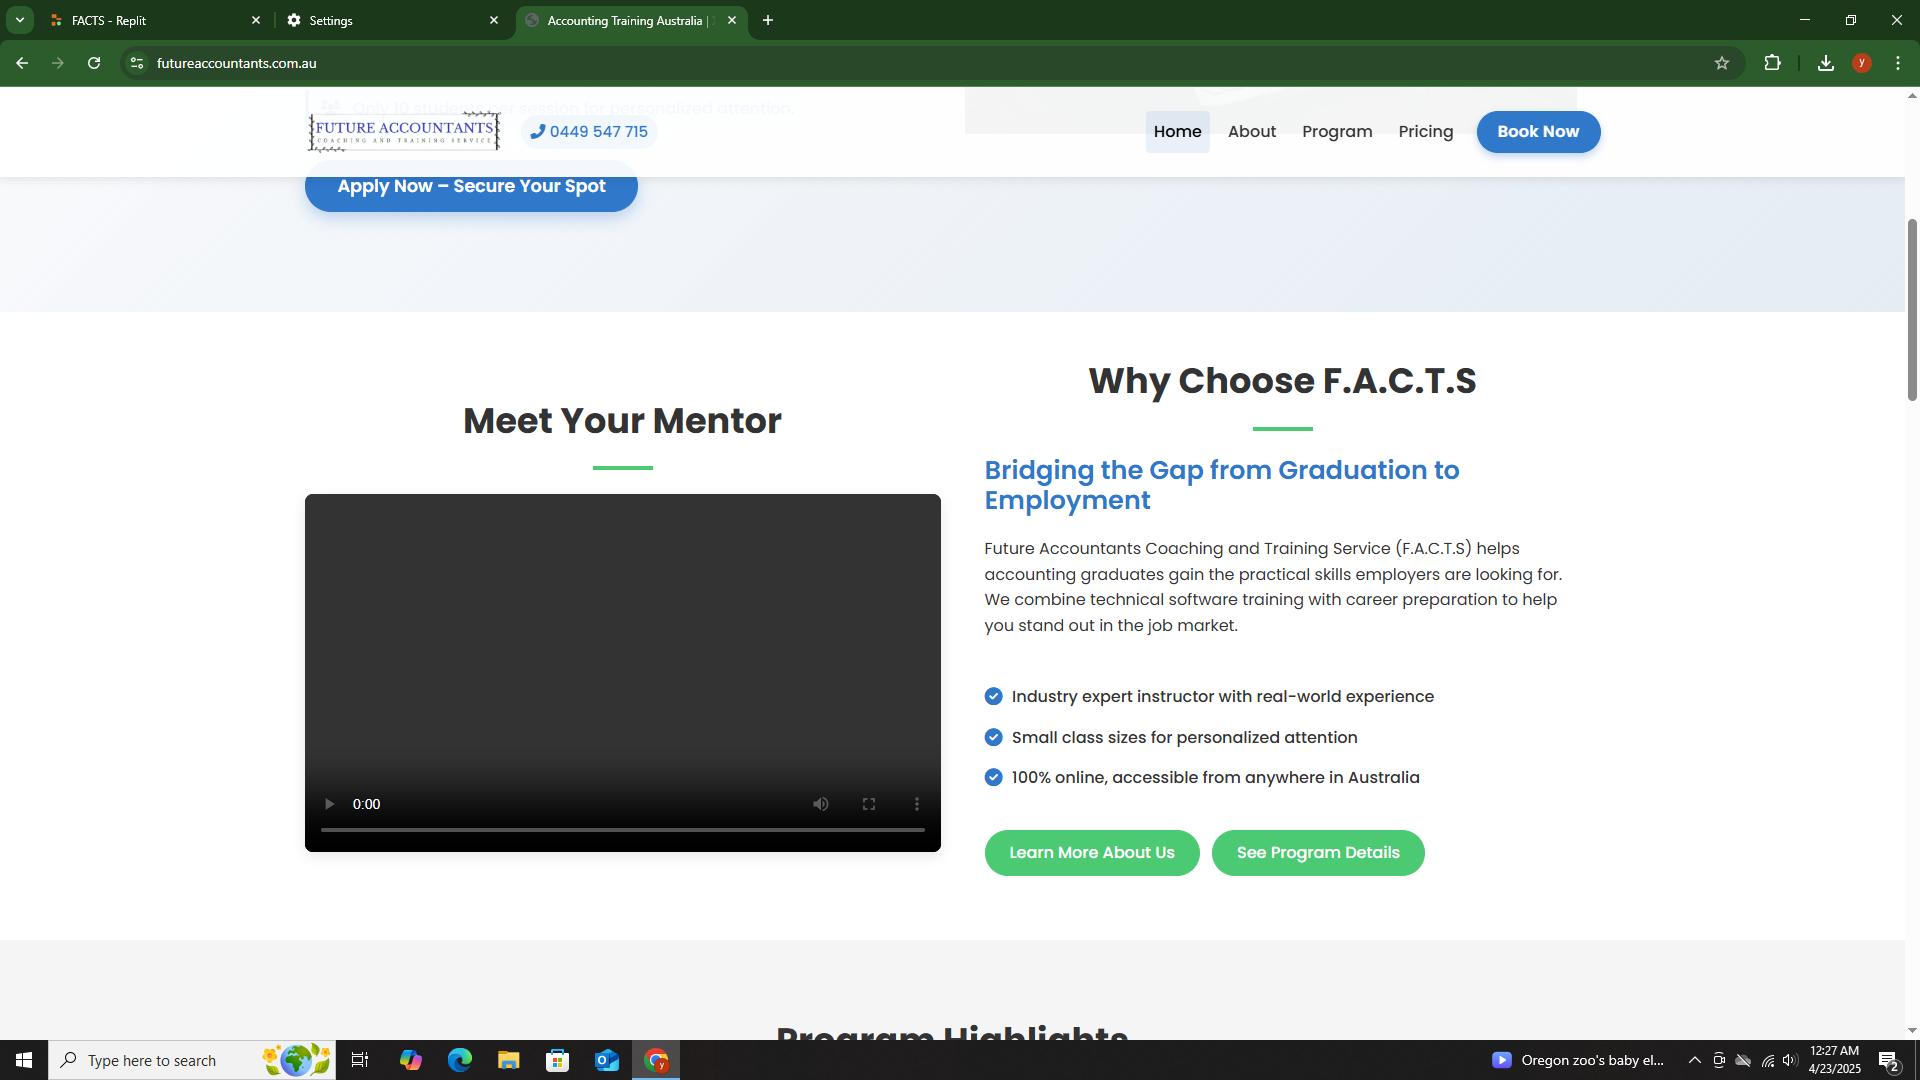 FACTS - Replit
Settings
Accounting Training Australia |
futureaccountants.com.au
Only 10 students per session for personalized attention.
FUTURE ACCOUNTANTS
COACHING AND TRAINING SERVICE
0449 547 715
Home
About
Program
Pricing
Book Now
Apply Now – Secure Your Spot
Meet Your Mentor
0:00
Why Choose F.A.C.T.S
Bridging the Gap from Graduation to
Employment
Future Accountants Coaching and Training Service (F.A.C.T.S) helps
accounting graduates gain the practical skills employers are looking for.
We combine technical software training with career preparation to help
you stand out in the job market.
Industry expert instructor with real-world experience
Small class sizes for personalized attention
100% online, accessible from anywhere in Australia
Learn More About Us
See Program Details
Program Highlights
Type here to search
Oregon zoo's baby el...
12:27 AM
4/23/2025
2
y
y